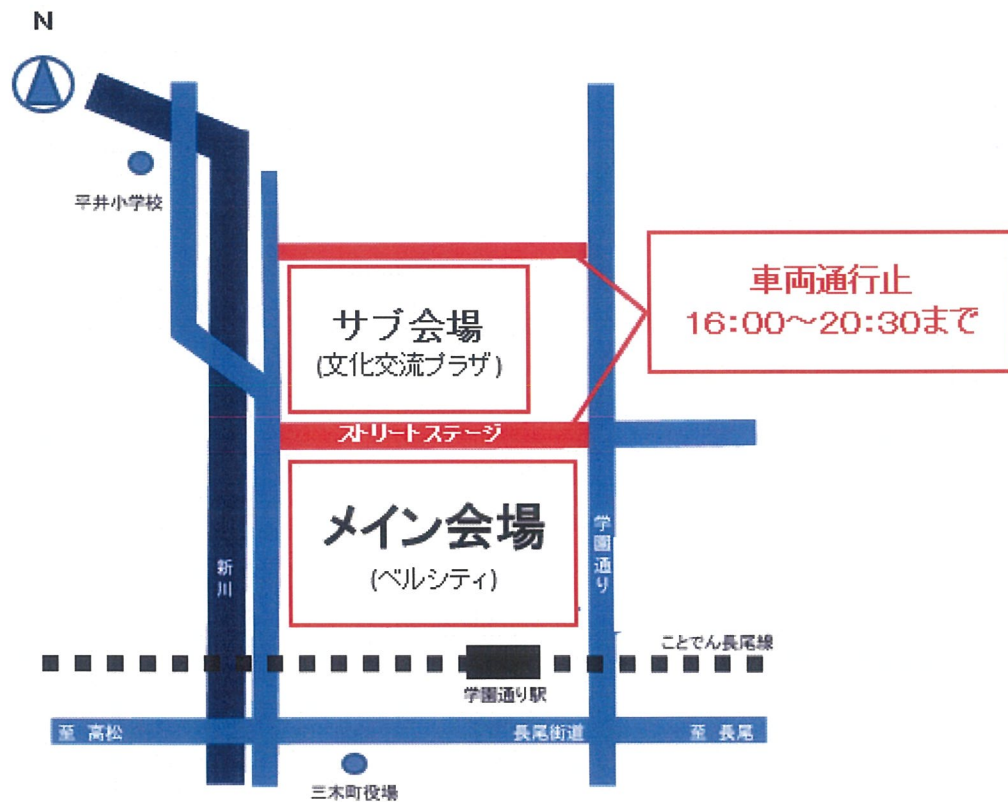 N
平井小学校
サブ会場
(文化交流プラザ)
車両通行止
16:00〜20:30まで
ストリートステージ
メイン会場
(ベルシティ)
学園通り
新川
ことでん長尾線
学園通り駅
至 高松
長尾街道
至 長尾
三木町役場